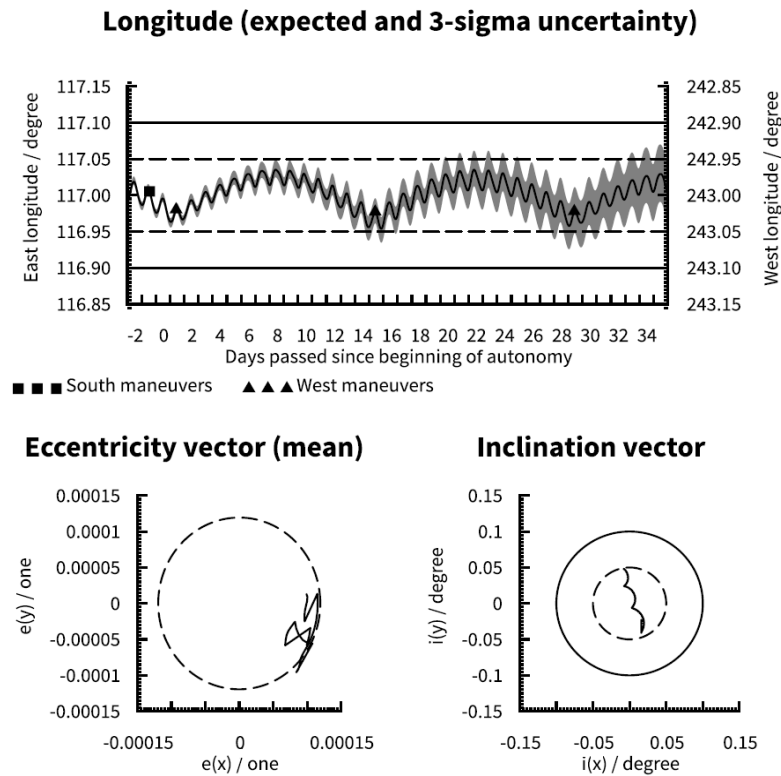 Longitude (expected and 3-sigma uncertainty)
East longitude / degree
117.15
117.10
117.05
117.00
116.95
116.90
116.85
242.85
242.90
242.95
243.00
243.05
243.10
243.15
West longitude / degree
-2 0 2 4 6 8 10 12 14 16 18 20 22 24 26 28 30 32 34
Days passed since beginning of autonomy
South maneuvers West maneuvers
Eccentricity vector (mean)
e(y) / one
0.00015
0.0001
0.00005
0
-0.00005
-0.0001
-0.00015
-0.00015 0 0.00015
e(x) / one
Inclination vector
i(y) / degree
0.15
0.1
0.05
0
-0.05
-0.1
-0.15
-0.15 -0.05 0.05 0.15
i(x) / degree